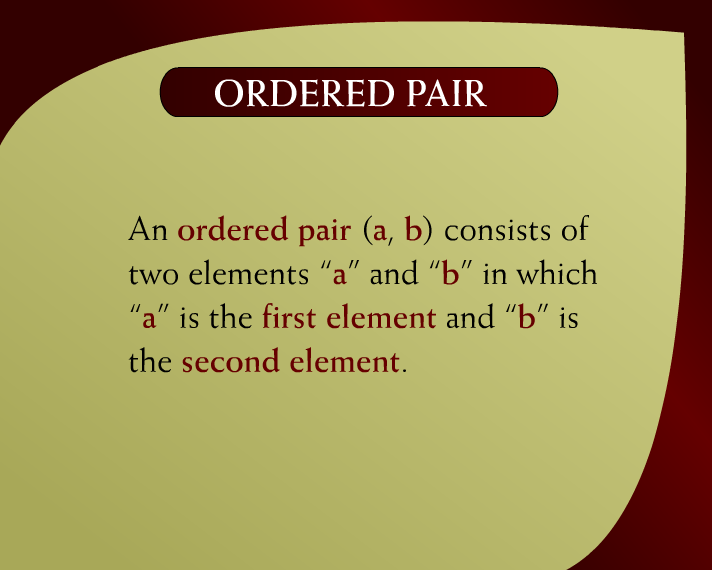 ORDERED PAIR
An ordered pair (a, b) consists of
two elements “a” and “b” in which
“a” is the first element and “b” is
the second element.